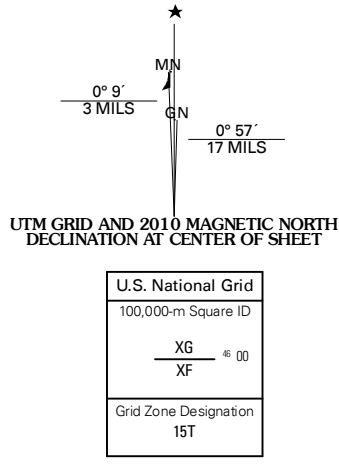 ★
MN
0° 9´
3 MILS
GN
0° 57´
17 MILS
UTM GRID AND 2010 MAGNETIC NORTH
DECLINATION AT CENTER OF SHEET
U.S. National Grid
100,000-m Square ID
XG
46 00
XF
Grid Zone Designation
15T